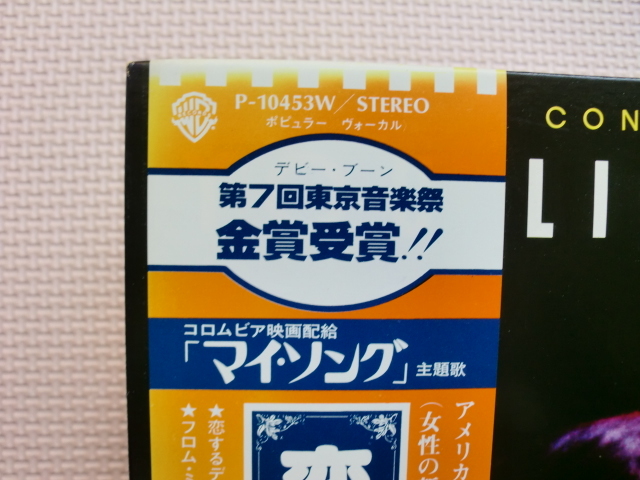 P-10453W/STEREO
ポピュラー ヴォーカル
デビー・ブーン
第7回東京音楽祭
金賞受賞!!
コロムビア映画配給
「マイ・ソング」主題歌
CON
LI
アメリカ
(女性の
恋
★恋するデ
★フロム・ミ